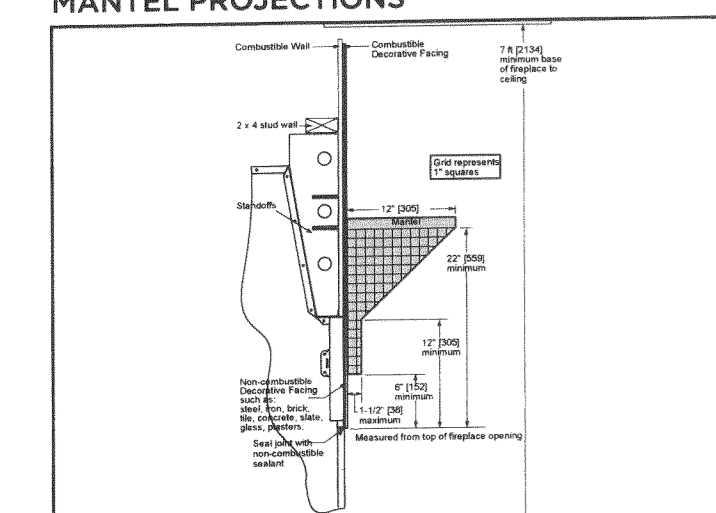 MANTEL PROJECTIONS
Combustible Wall
Combustible
Decorative Facing
7 ft [2134]
minimum base
of fireplace to
ceiling
2 x 4 stud wall
Grid represents
1" squares
Standoffs
12" [305]
Mantel
22" [559]
minimum
12" [305]
minimum
Non-combustible
Decorative Facing
such as:
steel, iron, brick,
tile, concrete, slate,
glass, plasters.
6" [152]
minimum
1-1/2" [38]
maximum
Measured from top of fireplace opening
Seal joint with
non-combustible
sealant